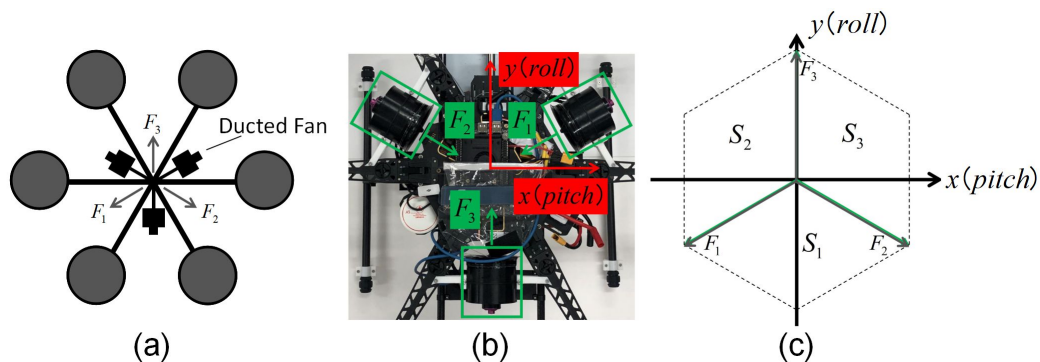 F3
Ducted Fan
F1
F2
(a)
y(roll)
F2
F1
x(pitch)
F3
(b)
y(roll)
F3
S2
S3
x(pitch)
F1
S1
F2
(c)